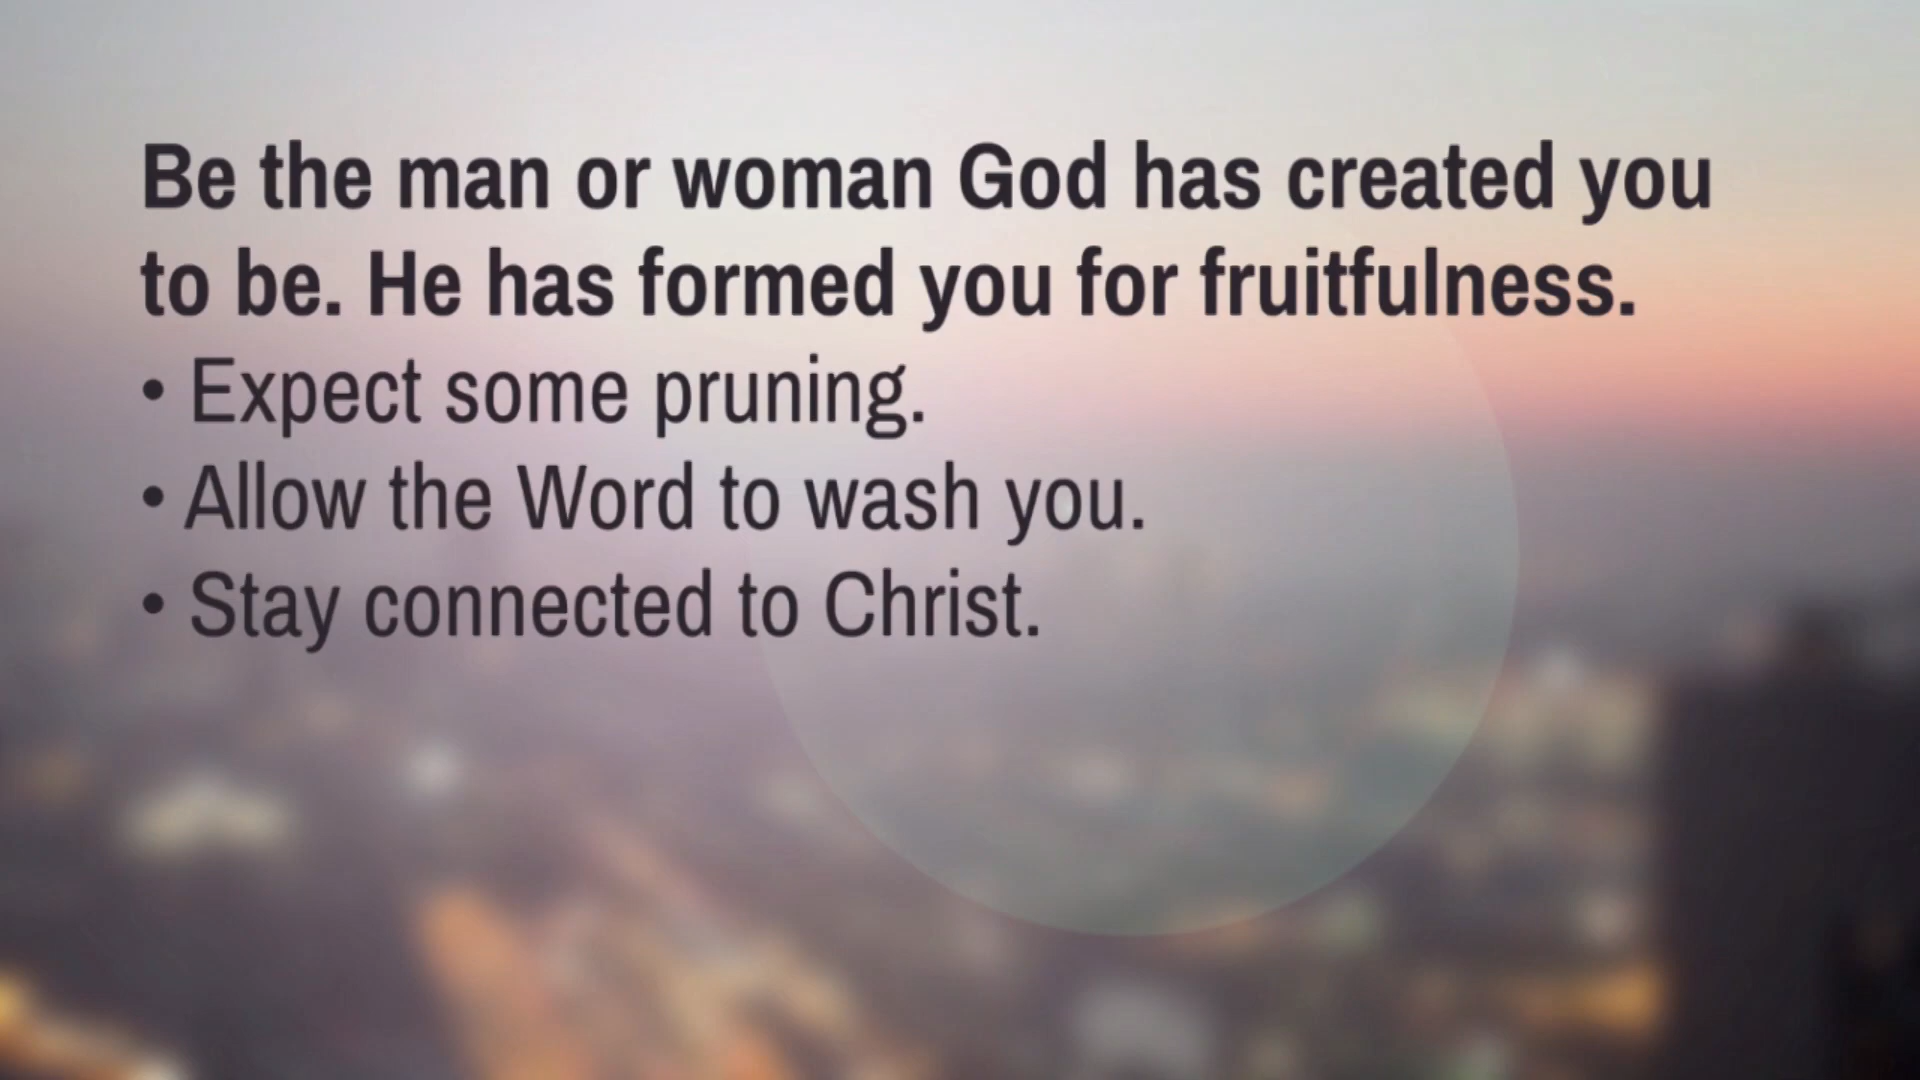 Be the man or woman God has created you
to be. He has formed you for fruitfulness.
• Expect some pruning.
• Allow the Word to wash you.
• Stay connected to Christ.